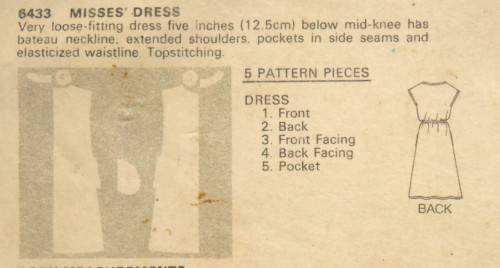 6433 MISSES' DRESS
Very loose-fitting dress five inches (12.5cm) below mid-knee has
bateau neckline, extended shoulders, pockets in side seams and
elasticized waistline. Topstitching.
5 PATTERN PIECES
DRESS
1. Front
2. Back
3. Front Facing
4. Back Facing
5. Pocket
BACK